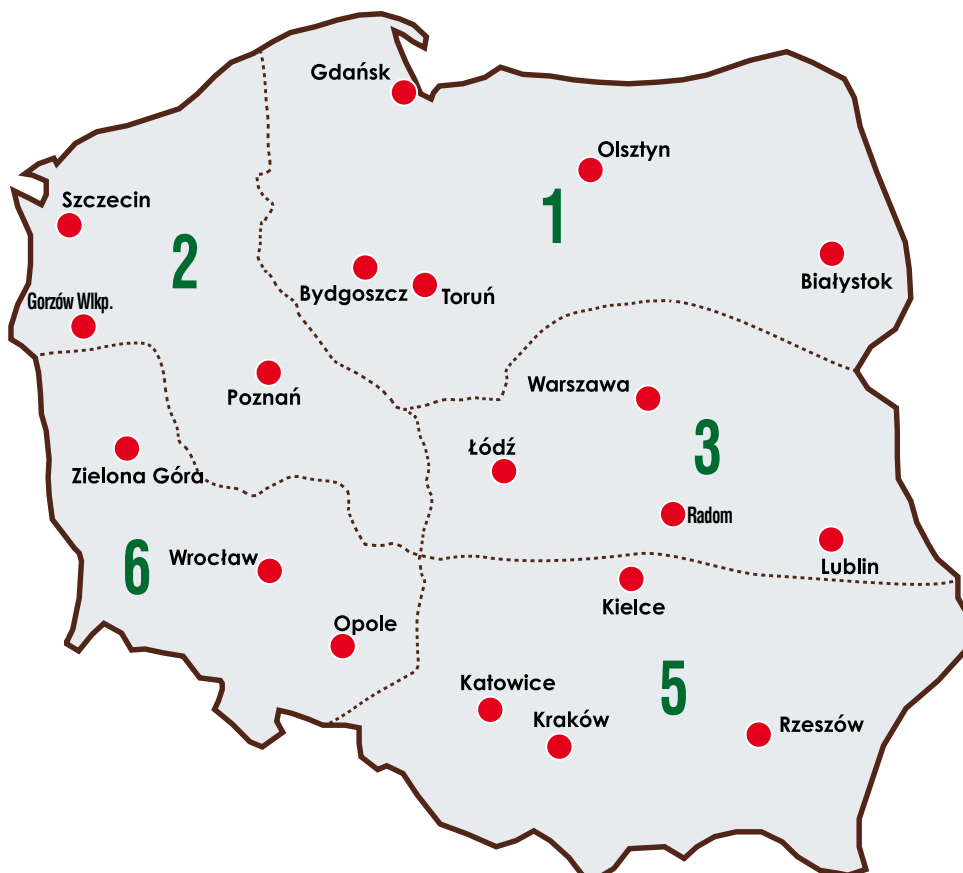 Gdańsk
Olsztyn
1
Szczecin
2
Białystok
Bydgoszcz
Toruń
Gorzów Wlkp.
Warszawa
Poznań
3
Łódź
Zielona Góra
Radom
6
Wrocław
Lublin
Kielce
Opole
5
Katowice
Kraków
Rzeszów